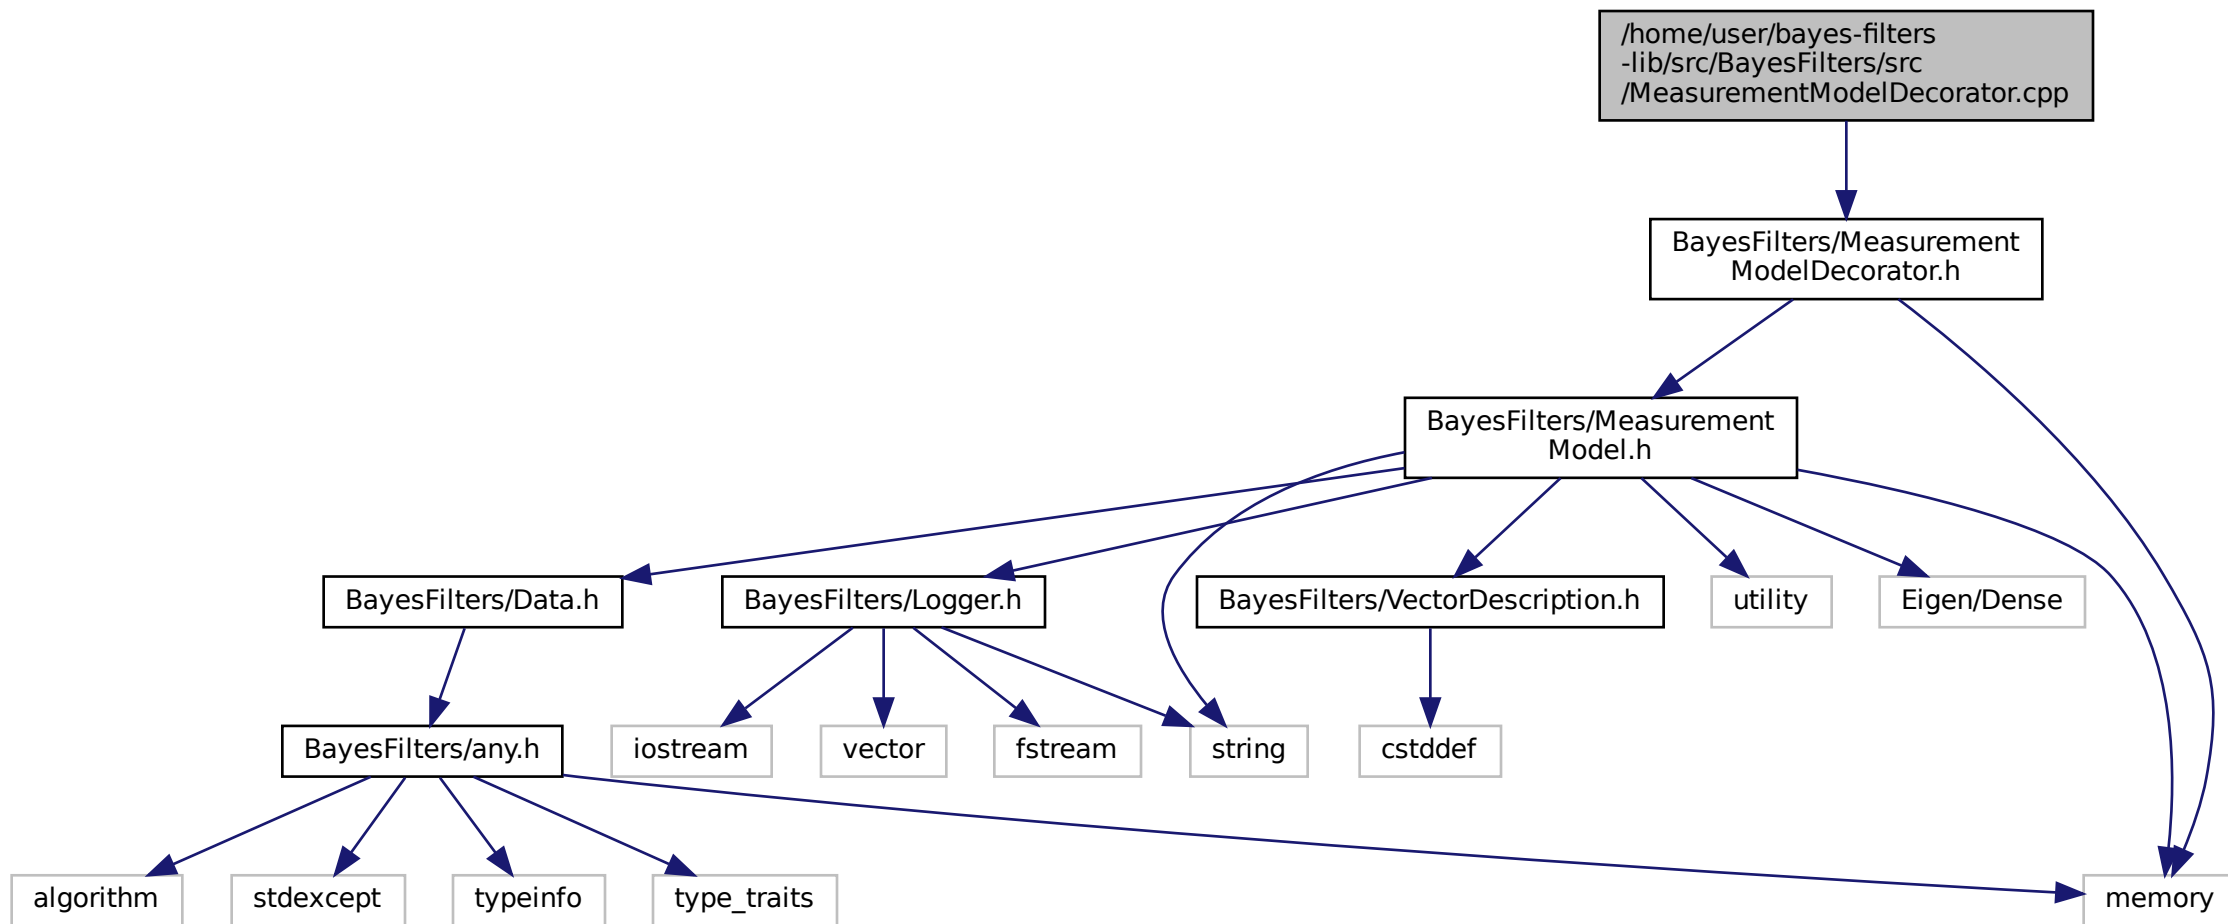 /home/user/bayes-filters
-lib/src/BayesFilters/src
/MeasurementModelDecorator.cpp
BayesFilters/Measurement
ModelDecorator.h
BayesFilters/Measurement
Model.h
BayesFilters/Data.h
BayesFilters/Logger.h
BayesFilters/VectorDescription.h
utility
Eigen/Dense
BayesFilters/any.h
iostream
vector
fstream
string
cstddef
algorithm
stdexcept
typeinfo
type_traits
memory